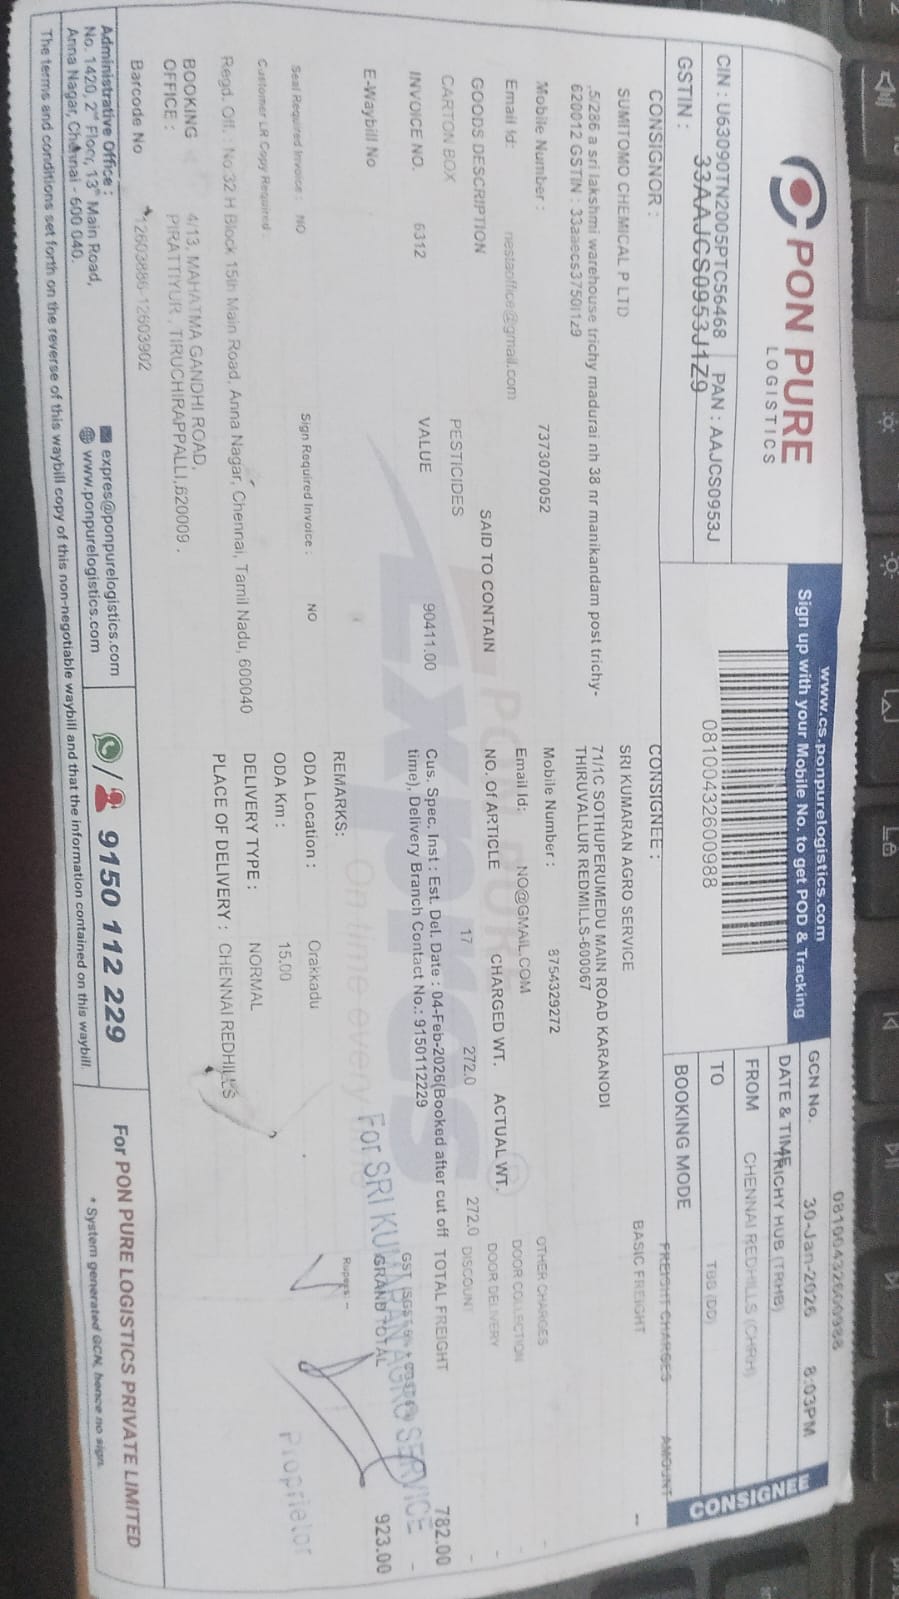 PON PURE
LOGISTICS
CIN : U63090TN2005PTC56468 PAN : AAJCS0953J
GSTIN : 33AAJCS0953J1Z9
www.cs.ponpurelogistics.com
Sign up with your Mobile No. to get POD & Tracking
08100432600988
08100432600988
GCN No. 08100432600988
DATE & TIME 30-Jan-2026 8:03PM
FROM TRICHY HUB (TRHB)
TO CHENNAI REDHILLS (CHRH)
BOOKING MODE TBB (DD)
CONSIGNEE
CONSIGNOR :
SUMITOMO CHEMICAL P LTD
.5/286 a sri lakshmi warehouse trichy madurai nh 38 nr manikandam post trichy-
620012 GSTIN : 33aaecs3750l1z9
Mobile Number : 7373070052
Email Id: nestaoffice@gmail.com
CONSIGNEE :
SRI KUMARAN AGRO SERVICE
71/1C SOTHUPERUMEDU MAIN ROAD KARANODI
THIRUVALLUR REDMILLS-600067
Mobile Number : 8754329272
Email Id: NO@GMAIL.COM
FREIGHT CHARGES AMOUNT
BASIC FREIGHT --
OTHER CHARGES -
DOOR COLLECTION -
DOOR DELIVERY -
DISCOUNT -
TOTAL FREIGHT 782.00
GRAND TOTAL 923.00
Rupees: --
GOODS DESCRIPTION SAID TO CONTAIN NO. OF ARTICLE CHARGED WT. ACTUAL WT.
CARTON BOX PESTICIDES 17 272.0 272.0
INVOICE NO. 6312 VALUE 90411.00
Cus. Spec. Inst : Est. Del. Date : 04-Feb-2026(Booked after cut off
time), Delivery Branch Contact No.: 9150112229
E-Waybill No
REMARKS:
Seal Required Invoice : NO Sign Required Invoice : NO
ODA Location : Orakkadu
Customer LR Copy Required :
ODA Km : 15.00
DELIVERY TYPE : NORMAL
Regd. Off. : No:32 H Block 15th Main Road, Anna Nagar, Chennai, Tamil Nadu, 600040
PLACE OF DELIVERY : CHENNAI REDHILLS
BOOKING OFFICE : 4/13, MAHATMA GANDHI ROAD,
PIRATTIYUR , TIRUCHIRAPPALLI,620009 .
Barcode No *12603886-12603902
For SRI KUMARAN AGRO SERVICE
Proprietor
Administrative Office :
No. 1420, 2nd Floor, 13th Main Road,
Anna Nagar, Chennai - 600 040.
expres@ponpurelogistics.com
www.ponpurelogistics.com
9150 112 229
For PON PURE LOGISTICS PRIVATE LIMITED
* System generated GCN, hence no sign.
The terms and conditions set forth on the reverse of this waybill copy of this non-negotiable waybill and that the information contained on this waybill.